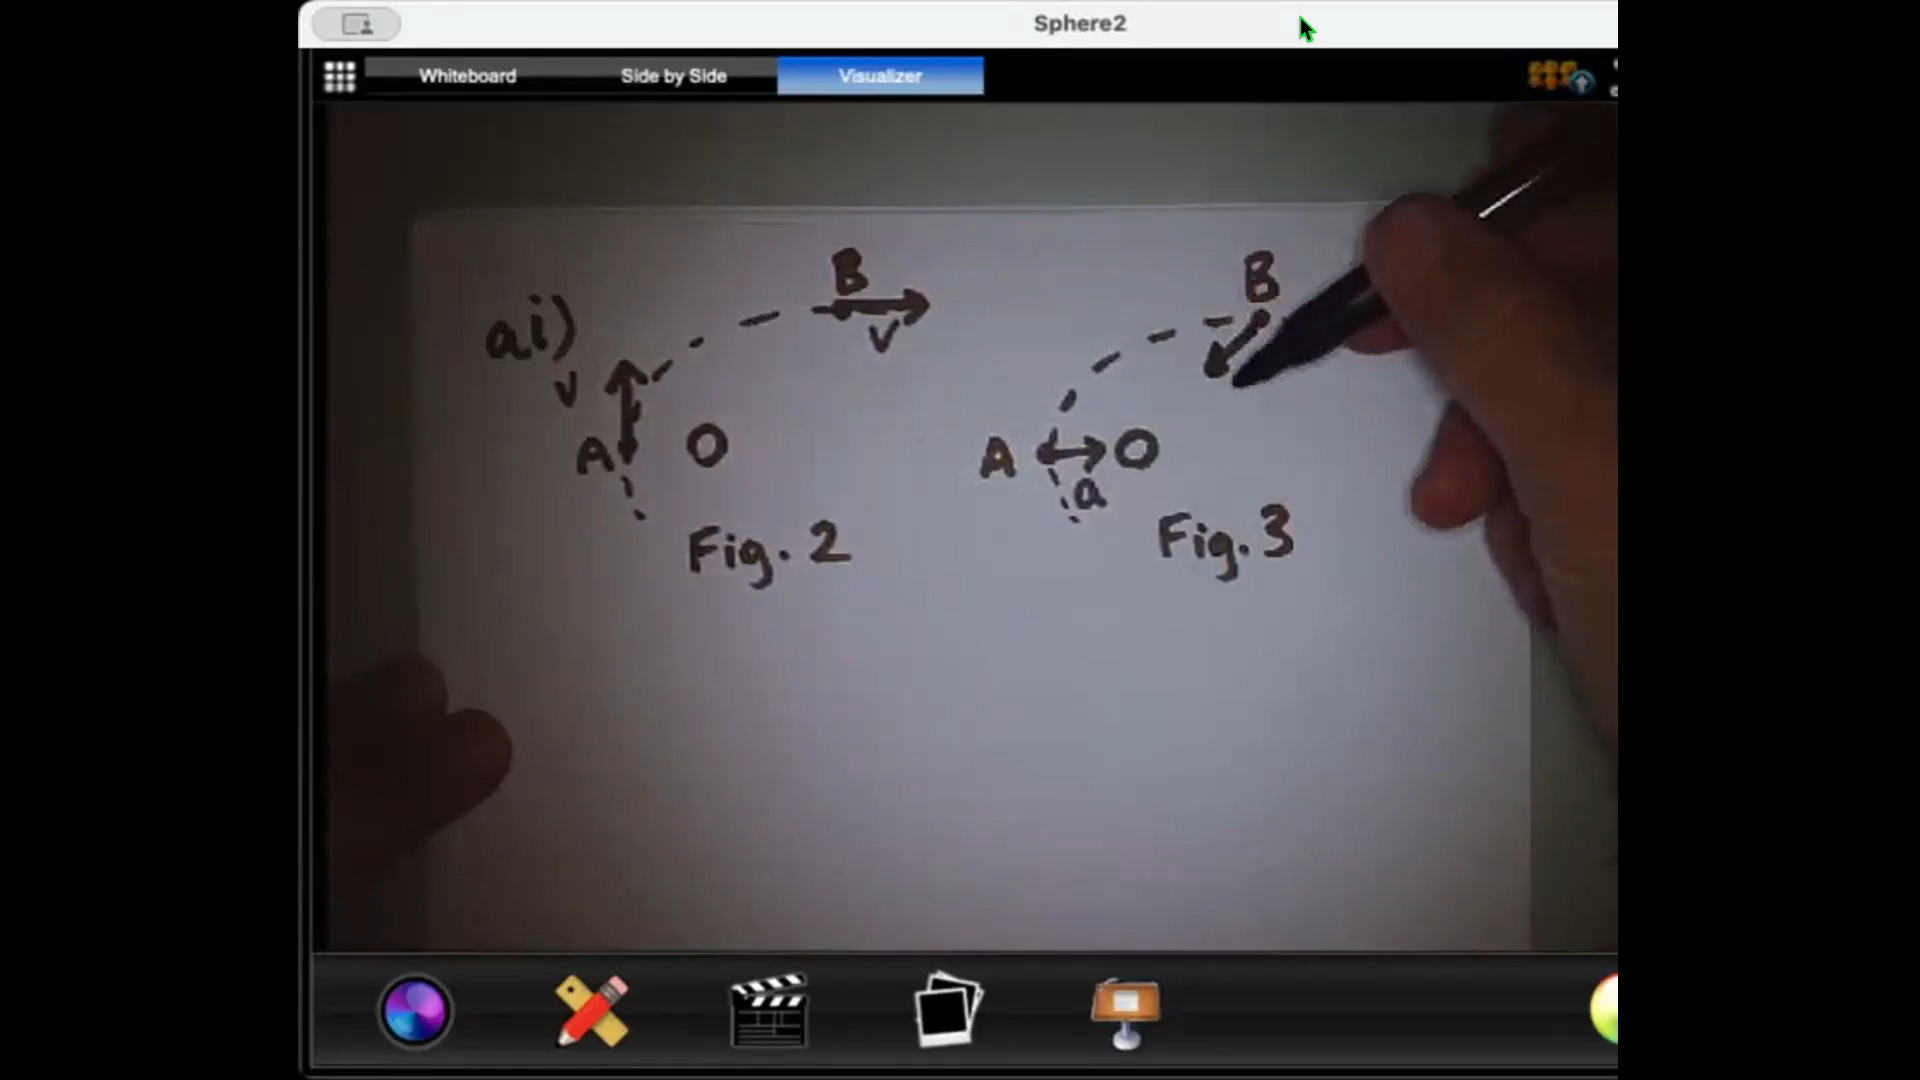 Sphere2
Whiteboard Side by Side Visualizer
B
ai)
V
V
A O
Fig. 2
B
A O
a
Fig. 3